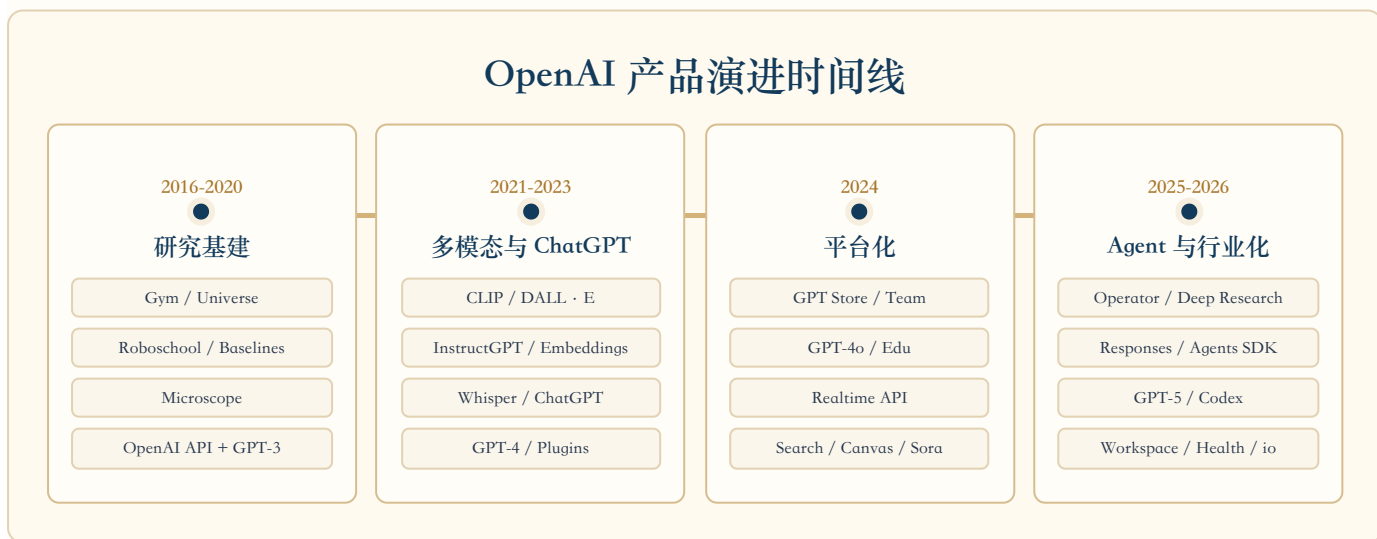 OpenAI 产品演进时间线
2016-2020
研究基建
Gym / Universe
Roboschool / Baselines
Microscope
OpenAI API + GPT-3
2021-2023
多模态与 ChatGPT
CLIP / DALL · E
InstructGPT / Embeddings
Whisper / ChatGPT
GPT-4 / Plugins
2024
平台化
GPT Store / Team
GPT-4o / Edu
Realtime API
Search / Canvas / Sora
2025-2026
Agent 与行业化
Operator / Deep Research
Responses / Agents SDK
GPT-5 / Codex
Workspace / Health / io